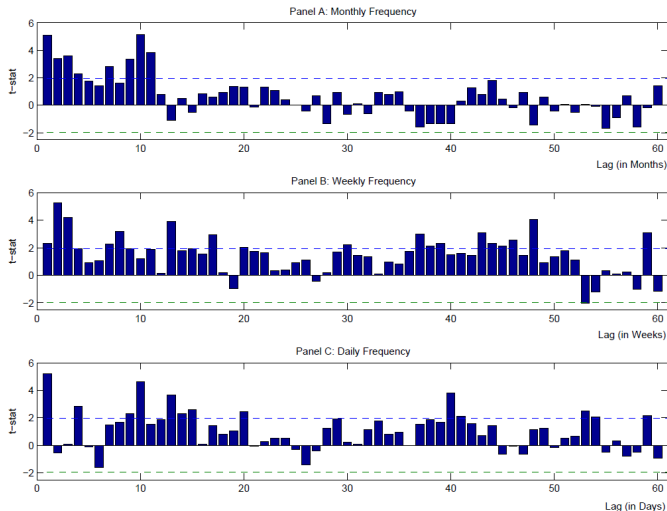 Panel A: Monthly Frequency
6
4
2
0
−2
t−stat
0 10 20 30 40 50 60
Lag (in Months)
Panel B: Weekly Frequency
6
4
2
0
−2
t−stat
0 10 20 30 40 50 60
Lag (in Weeks)
Panel C: Daily Frequency
6
4
2
0
−2
t−stat
0 10 20 30 40 50 60
Lag (in Days)